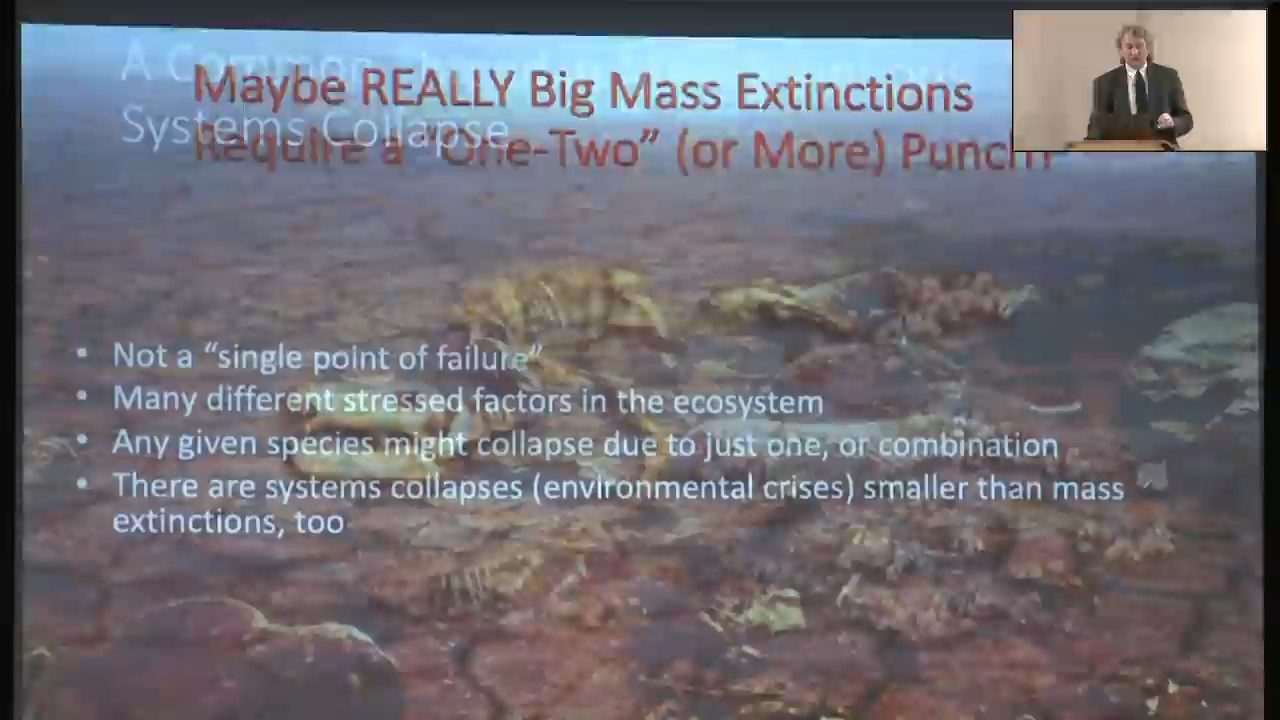 A
Maybe REALLY Big Mass Extinctions
Systems Collapse
Require a "One-Two" (or More) Punch?
• Not a “single point of failure”
• Many different stressed factors in the ecosystem
• Any given species might collapse due to just one, or combination
• There are systems collapses (environmental crises) smaller than mass
extinctions, too